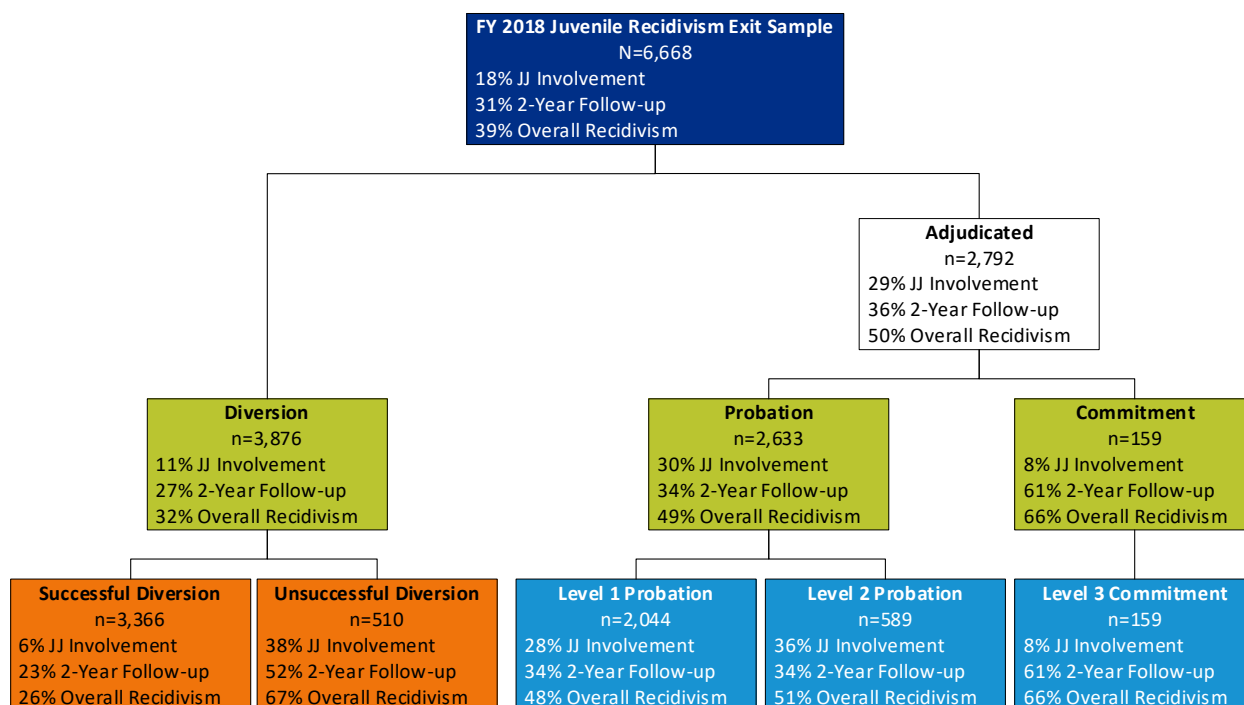 FY 2018 Juvenile Recidivism Exit Sample
N=6,668
18% JJ Involvement
31% 2-Year Follow-up
39% Overall Recidivism
Adjudicated
n=2,792
29% JJ Involvement
36% 2-Year Follow-up
50% Overall Recidivism
Diversion
n=3,876
11% JJ Involvement
27% 2-Year Follow-up
32% Overall Recidivism
Probation
n=2,633
30% JJ Involvement
34% 2-Year Follow-up
49% Overall Recidivism
Commitment
n=159
8% JJ Involvement
61% 2-Year Follow-up
66% Overall Recidivism
Successful Diversion
n=3,366
6% JJ Involvement
23% 2-Year Follow-up
26% Overall Recidivism
Unsuccessful Diversion
n=510
38% JJ Involvement
52% 2-Year Follow-up
67% Overall Recidivism
Level 1 Probation
n=2,044
28% JJ Involvement
34% 2-Year Follow-up
48% Overall Recidivism
Level 2 Probation
n=589
36% JJ Involvement
34% 2-Year Follow-up
51% Overall Recidivism
Level 3 Commitment
n=159
8% JJ Involvement
61% 2-Year Follow-up
66% Overall Recidivism